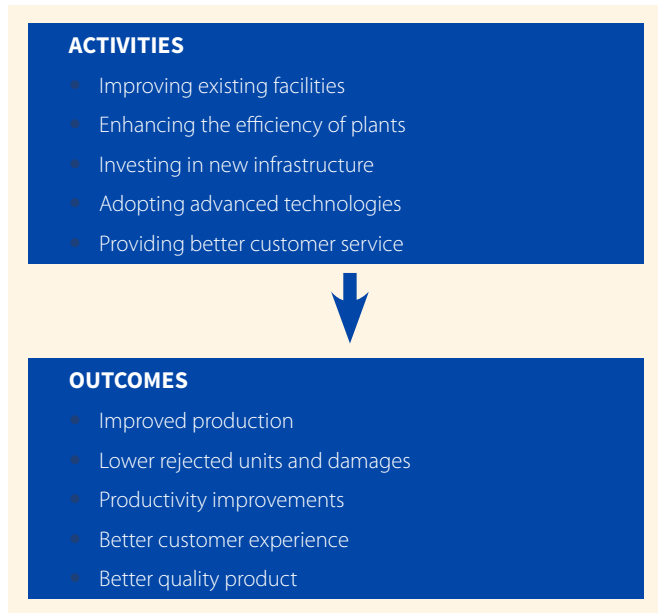 ACTIVITIES
• Improving existing facilities
• Enhancing the efficiency of plants
• Investing in new infrastructure
• Adopting advanced technologies
• Providing better customer service
OUTCOMES
• Improved production
• Lower rejected units and damages
• Productivity improvements
• Better customer experience
• Better quality product